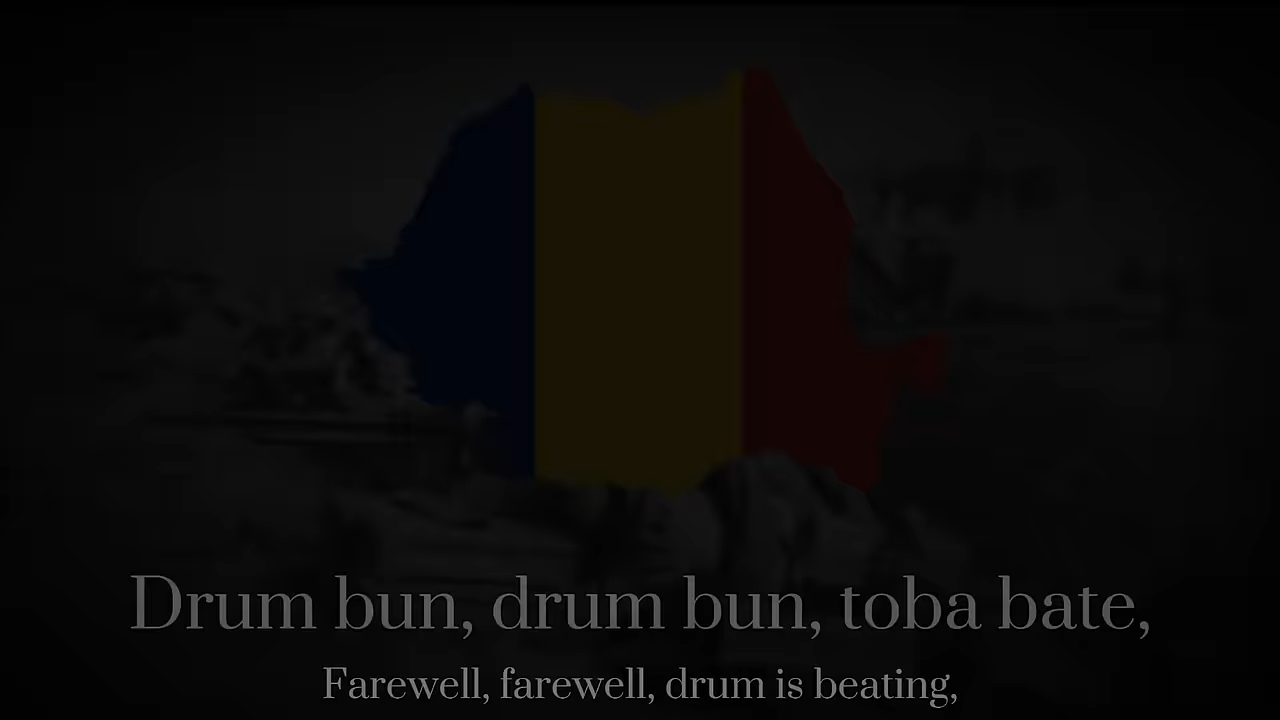 Drum bun, drum bun, toba bate,
Farewell, farewell, drum is beating,